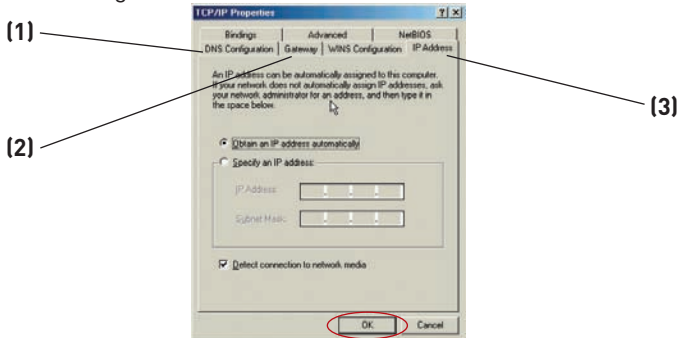 TCP/IP Properties
Bindings Advanced NetBIOS
(1)
DNS Configuration Gateway WINS Configuration IP Address
An IP address can be automatically assigned to this computer.
If your network does not automatically assign IP addresses, ask
your network administrator for an address, and then type it in
the space below.
(3)
(2)
Obtain an IP address automatically
Specify an IP address:
IP Address:
Subnet Mask:
Detect connection to network media
OK Cancel